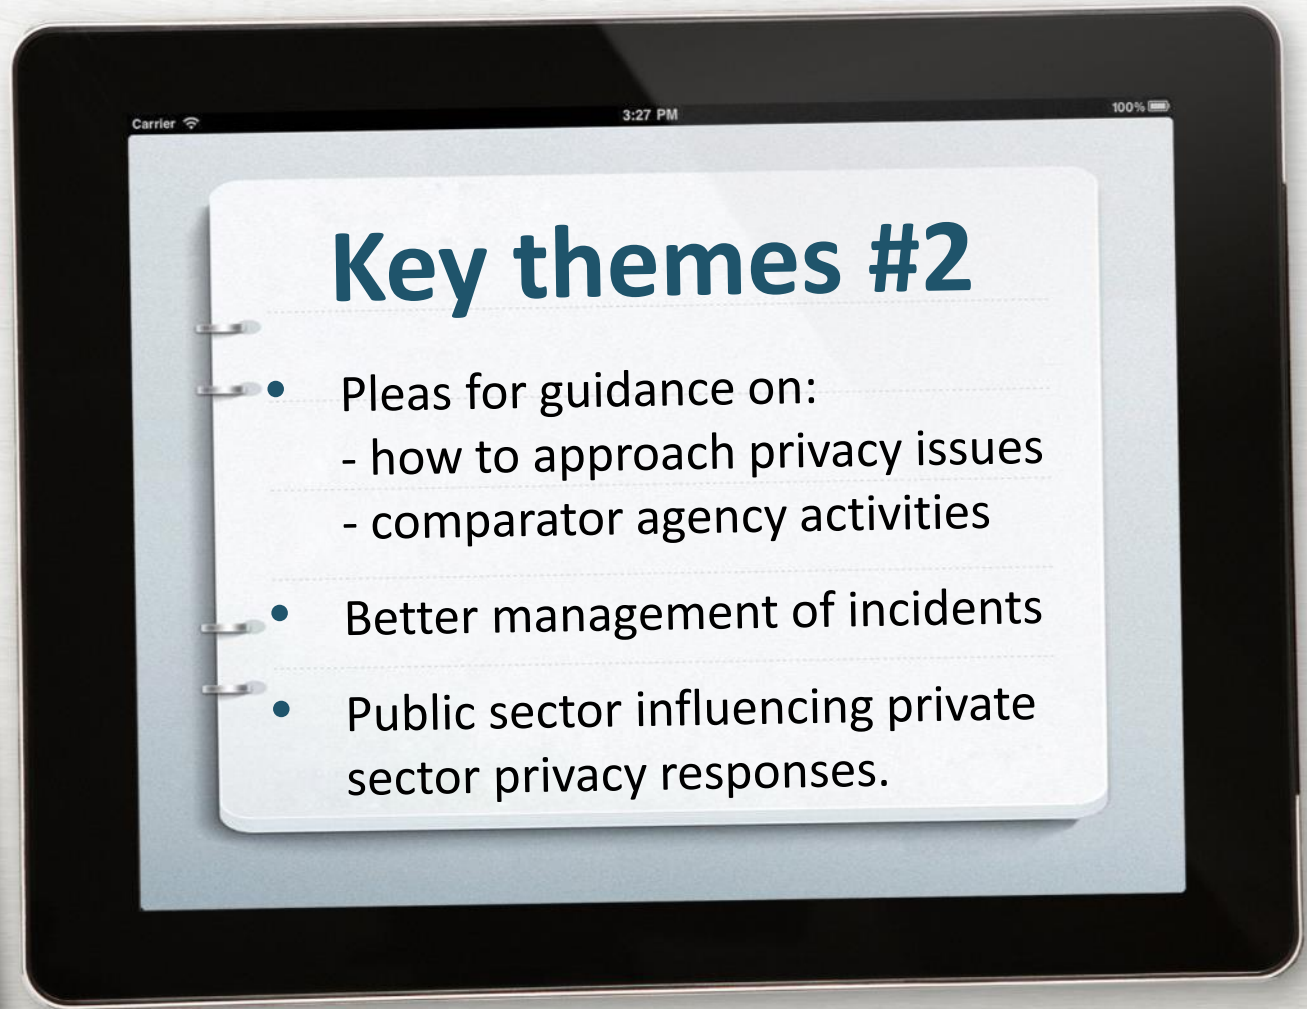 Carrier 3:27 PM 100%
Key themes #2
• Pleas for guidance on:
- how to approach privacy issues
- comparator agency activities
• Better management of incidents
• Public sector influencing private
sector privacy responses.